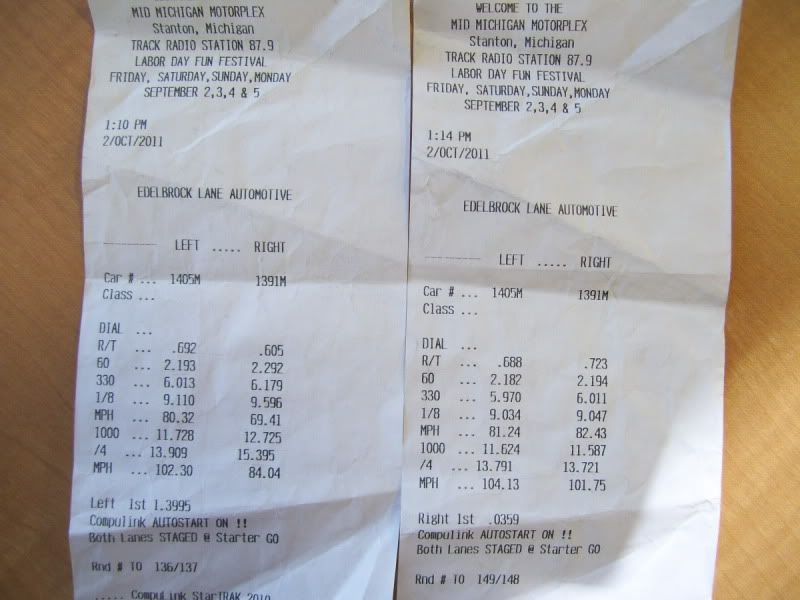 MID MICHIGAN MOTORPLEX
Stanton, Michigan
TRACK RADIO STATION 87.9
LABOR DAY FUN FESTIVAL
FRIDAY, SATURDAY,SUNDAY,MONDAY
SEPTEMBER 2,3,4 & 5
1:10 PM
2/OCT/2011
EDELBROCK LANE AUTOMOTIVE
----------- LEFT ..... RIGHT
Car # ... 1405M 1391M
Class ...
DIAL ...
R/T ... .692 .605
60 ... 2.193 2.292
330 ... 6.013 6.179
1/8 ... 9.110 9.596
MPH ... 80.32 69.41
1000 ... 11.728 12.725
/4 ... 13.909 15.395
MPH ... 102.30 84.04
Left 1st 1.3995
Compulink AUTOSTART ON !!
Both Lanes STAGED @ Starter GO
Rnd # TO 136/137
..... CompuLink StarTRAK 2010
WELCOME TO THE
MID MICHIGAN MOTORPLEX
Stanton, Michigan
TRACK RADIO STATION 87.9
LABOR DAY FUN FESTIVAL
FRIDAY, SATURDAY,SUNDAY,MONDAY
SEPTEMBER 2,3,4 & 5
1:14 PM
2/OCT/2011
EDELBROCK LANE AUTOMOTIVE
----------- LEFT ..... RIGHT
Car # ... 1405M 1391M
Class ...
DIAL ...
R/T ... .688 .723
60 ... 2.182 2.194
330 ... 5.970 6.011
1/8 ... 9.034 9.047
MPH ... 81.24 82.43
1000 ... 11.624 11.587
/4 ... 13.791 13.721
MPH ... 104.13 101.75
Right 1st .0359
Compulink AUTOSTART ON !!
Both Lanes STAGED @ Starter GO
Rnd # TO 149/148